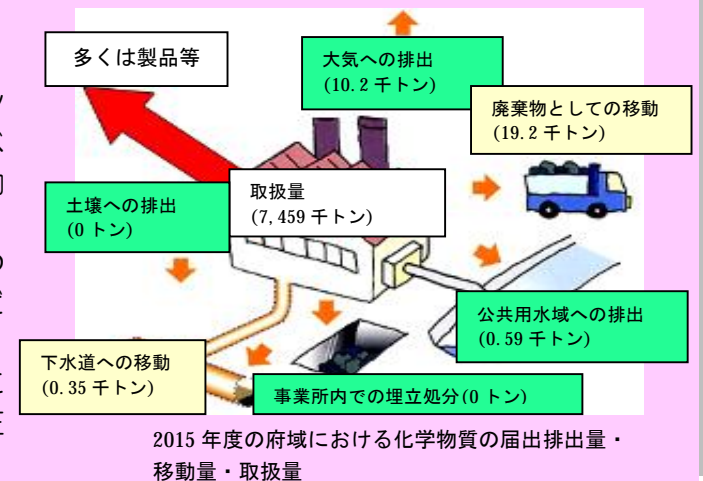 多くは製品等
大気への排出
(10.2 千トン)
廃棄物としての移動
(19.2 千トン)
土壌への排出
(0 トン)
取扱量
(7,459 千トン)
公共用水域への排出
(0.59 千トン)
下水道への移動
(0.35 千トン)
事業所内での埋立処分(0 トン)
2015 年度の府域における化学物質の届出排出量・
移動量・取扱量